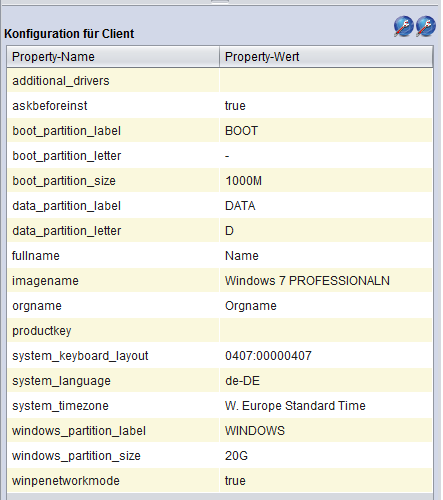 Konfiguration für Client
Property-Name Property-Wert
additional_drivers
askbeforeinst true
boot_partition_label BOOT
boot_partition_letter -
boot_partition_size 1000M
data_partition_label DATA
data_partition_letter D
fullname Name
imagename Windows 7 PROFESSIONALN
orgname Orgname
productkey
system_keyboard_layout 0407:00000407
system_language de-DE
system_timezone W. Europe Standard Time
windows_partition_label WINDOWS
windows_partition_size 20G
winpenetworkmode true